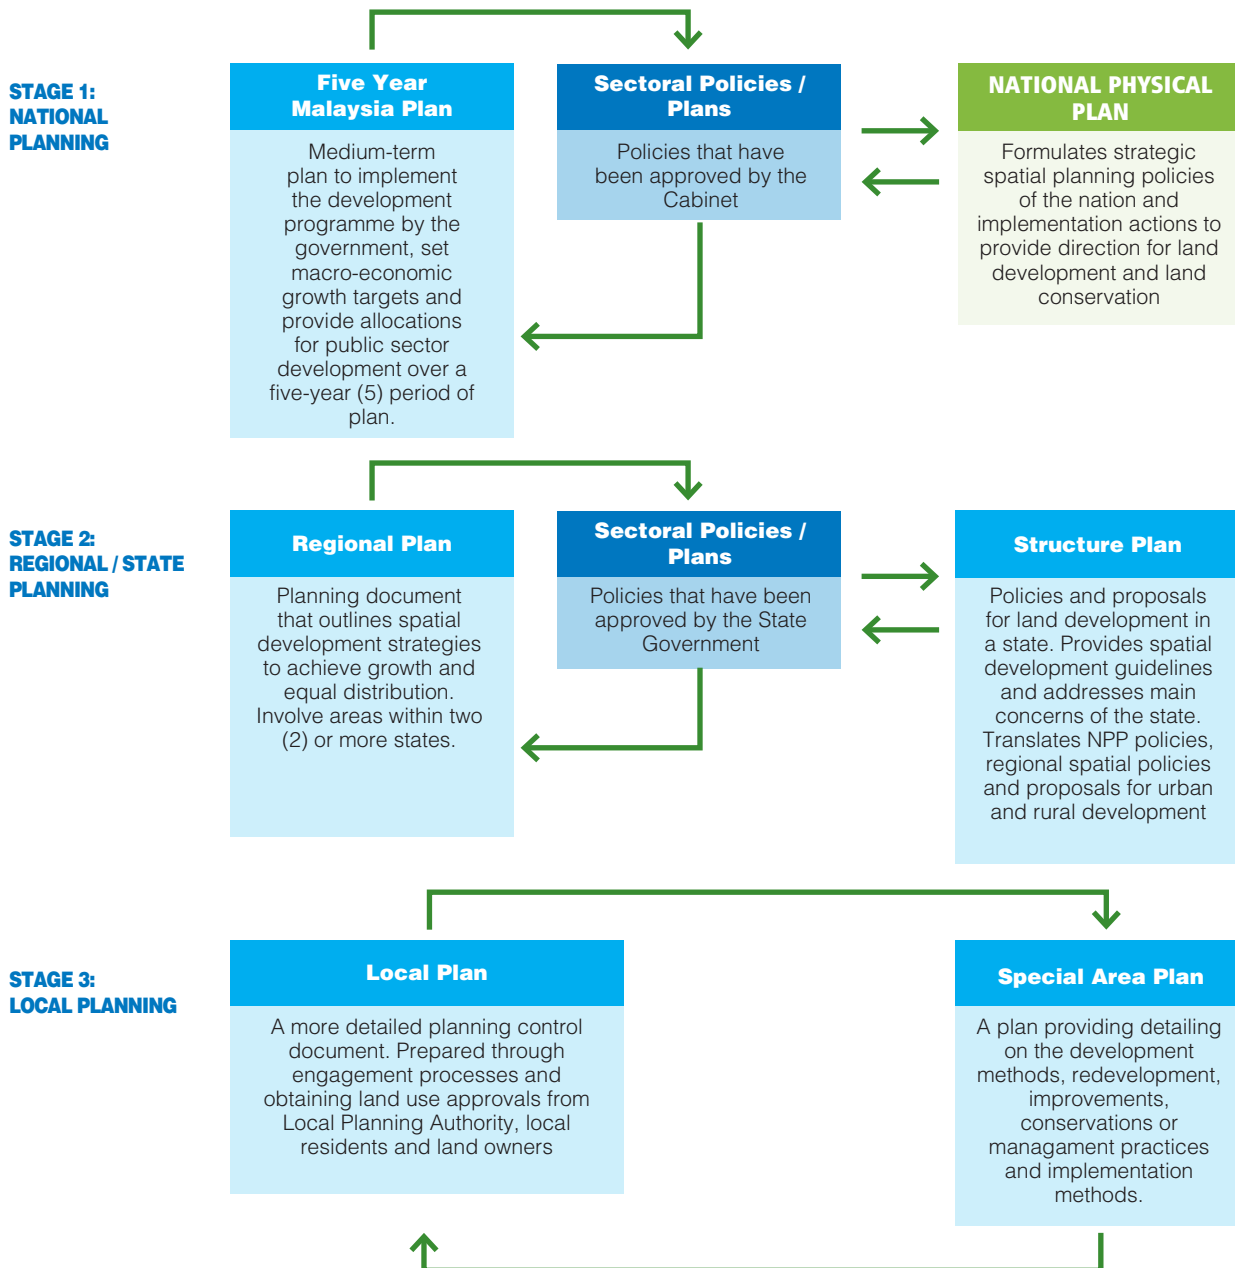 STAGE 1:
NATIONAL
PLANNING
Five Year
Malaysia Plan
Medium-term
plan to implement
the development
programme by the
government, set
macro-economic
growth targets and
provide allocations
for public sector
development over a
five-year (5) period of
plan.
Sectoral Policies /
Plans
Policies that have
been approved by the
Cabinet
NATIONAL PHYSICAL
PLAN
Formulates strategic
spatial planning policies
of the nation and
implementation actions to
provide direction for land
development and land
conservation
STAGE 2:
REGIONAL / STATE
PLANNING
Regional Plan
Planning document
that outlines spatial
development strategies
to achieve growth and
equal distribution.
Involve areas within two
(2) or more states.
Sectoral Policies /
Plans
Policies that have been
approved by the State
Government
Structure Plan
Policies and proposals
for land development in
a state. Provides spatial
development guidelines
and addresses main
concerns of the state.
Translates NPP policies,
regional spatial policies
and proposals for urban
and rural development
STAGE 3:
LOCAL PLANNING
Local Plan
A more detailed planning control
document. Prepared through
engagement processes and
obtaining land use approvals from
Local Planning Authority, local
residents and land owners
Special Area Plan
A plan providing detailing
on the development
methods, redevelopment,
improvements,
conservations or
managament practices
and implementation
methods.